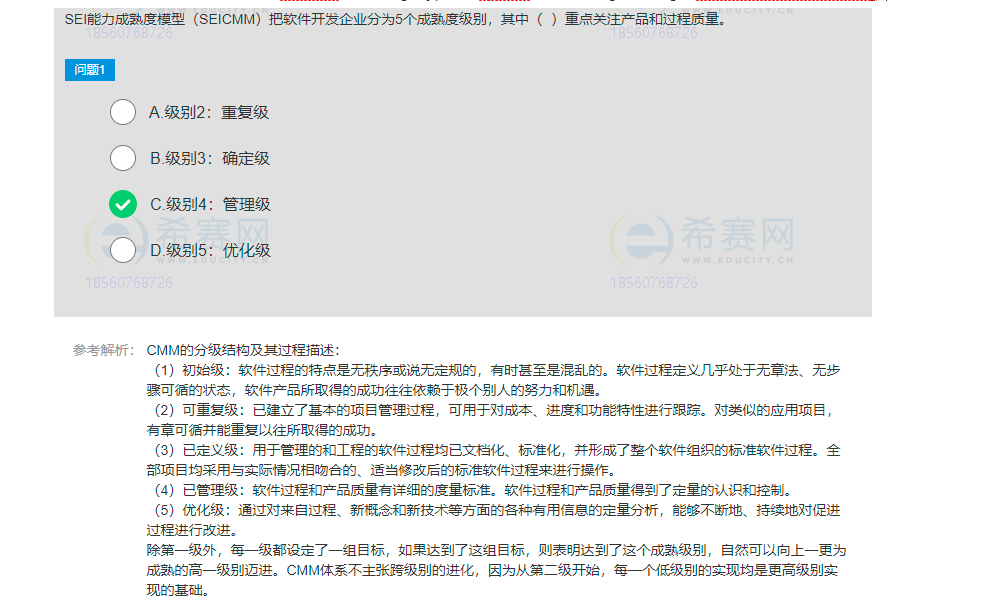 SEI能力成熟度模型（SEICMM）把软件开发企业分为5个成熟度级别，其中（ ）重点关注产品和过程质量。
WWW.EDUCITY.CN
18560768726 18560768726
问题1
A.级别2：重复级
B.级别3：确定级
C.级别4：管理级
希赛网 希赛网
D.级别5：优化级
WWW.EDUCITY.CN WWW.EDUCITY.CN
18560768726 18560768726
参考解析： CMM的分级结构及其过程描述：
（1）初始级：软件过程的特点是无秩序或说无定规的，有时甚至是混乱的。软件过程定义几乎处于无章法、无步
骤可循的状态，软件产品所取得的成功往往依赖于极个别人的努力和机遇。
（2）可重复级：已建立了基本的项目管理过程，可用于对成本、进度和功能特性进行跟踪。对类似的应用项目，
有章可循并能重复以往所取得的成功。
（3）已定义级：用于管理的和工程的软件过程均已文档化、标准化，并形成了整个软件组织的标准软件过程。全
部项目均采用与实际情况相吻合的、适当修改后的标准软件过程来进行操作。
（4）已管理级：软件过程和产品质量有详细的度量标准。软件过程和产品质量得到了定量的认识和控制。
（5）优化级：通过对来自过程、新概念和新技术等方面的各种有用信息的定量分析，能够不断地、持续地对促进
过程进行改进。
除第一级外，每一级都设定了一组目标，如果达到了这组目标，则表明达到了这个成熟级别，自然可以向上一更为
成熟的高一级别迈进。CMM体系不主张跨级别的进化，因为从第二级开始，每一个低级别的实现均是更高级别实
现的基础。